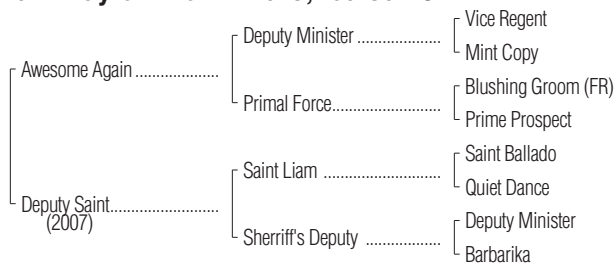 Vice Regent
Deputy Minister ...........................
Mint Copy
Awesome Again .....................
Blushing Groom (FR)
Primal Force...........................
Prime Prospect
Saint Ballado
Saint Liam .............................
Quiet Dance
Deputy Saint...........................
(2007)
Deputy Minister
Sherriff's Deputy ...................
Barbarika